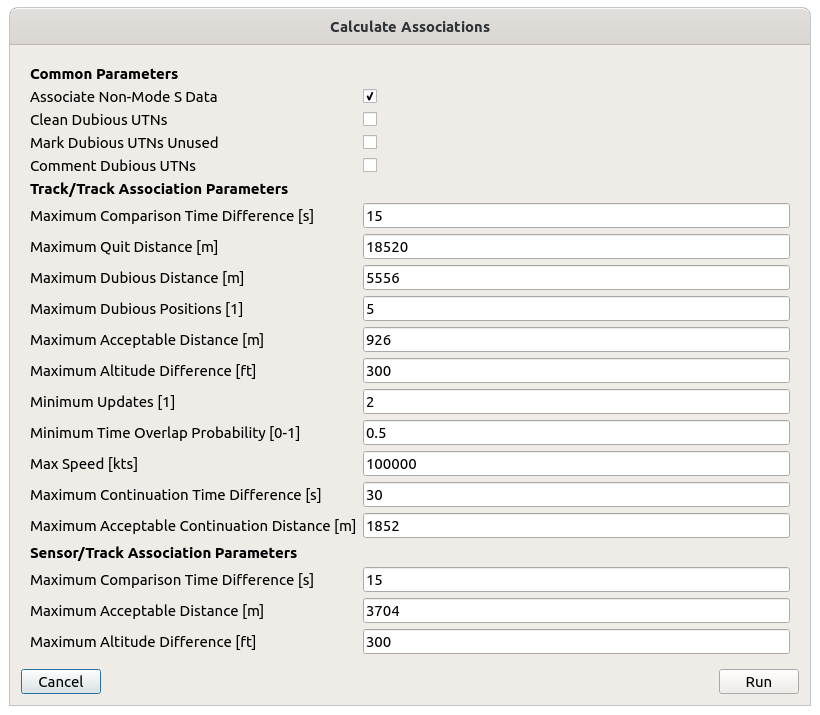 Calculate Associations
Common Parameters
Associate Non-Mode S Data
Clean Dubious UTNs
Mark Dubious UTNs Unused
Comment Dubious UTNs
Track/Track Association Parameters
Maximum Comparison Time Difference [s] 15
Maximum Quit Distance [m] 18520
Maximum Dubious Distance [m] 5556
Maximum Dubious Positions [1] 5
Maximum Acceptable Distance [m] 926
Maximum Altitude Difference [ft] 300
Minimum Updates [1] 2
Minimum Time Overlap Probability [0-1] 0.5
Max Speed [kts] 100000
Maximum Continuation Time Difference [s] 30
Maximum Acceptable Continuation Distance [m] 1852
Sensor/Track Association Parameters
Maximum Comparison Time Difference [s] 15
Maximum Acceptable Distance [m] 3704
Maximum Altitude Difference [ft] 300
Cancel Run